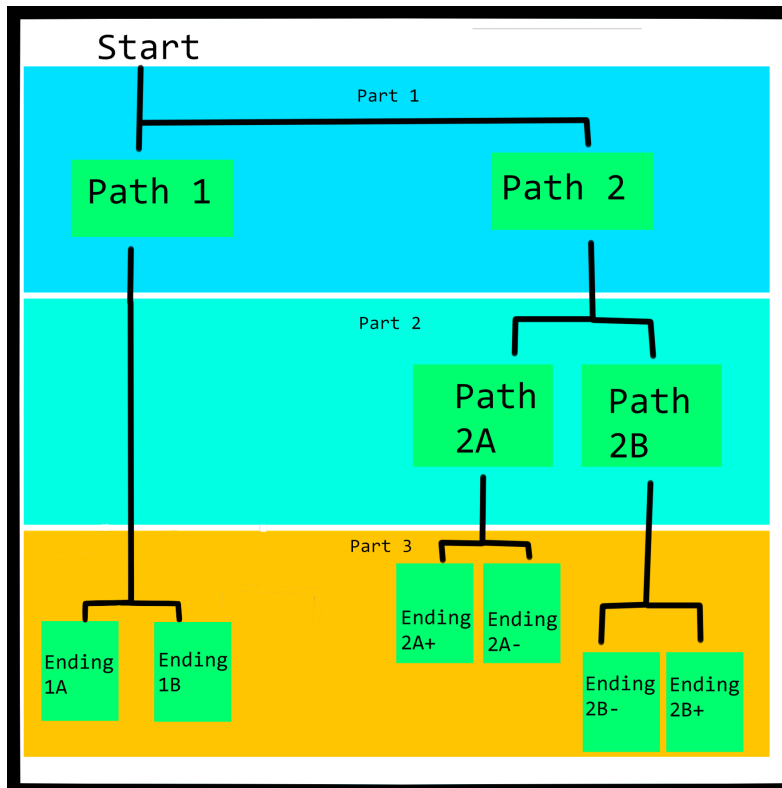 Start
Part 1
Path 1
Path 2
Part 2
Path
2A
Path
2B
Part 3
Ending
1A
Ending
1B
Ending
2A+
Ending
2A-
Ending
2B-
Ending
2B+